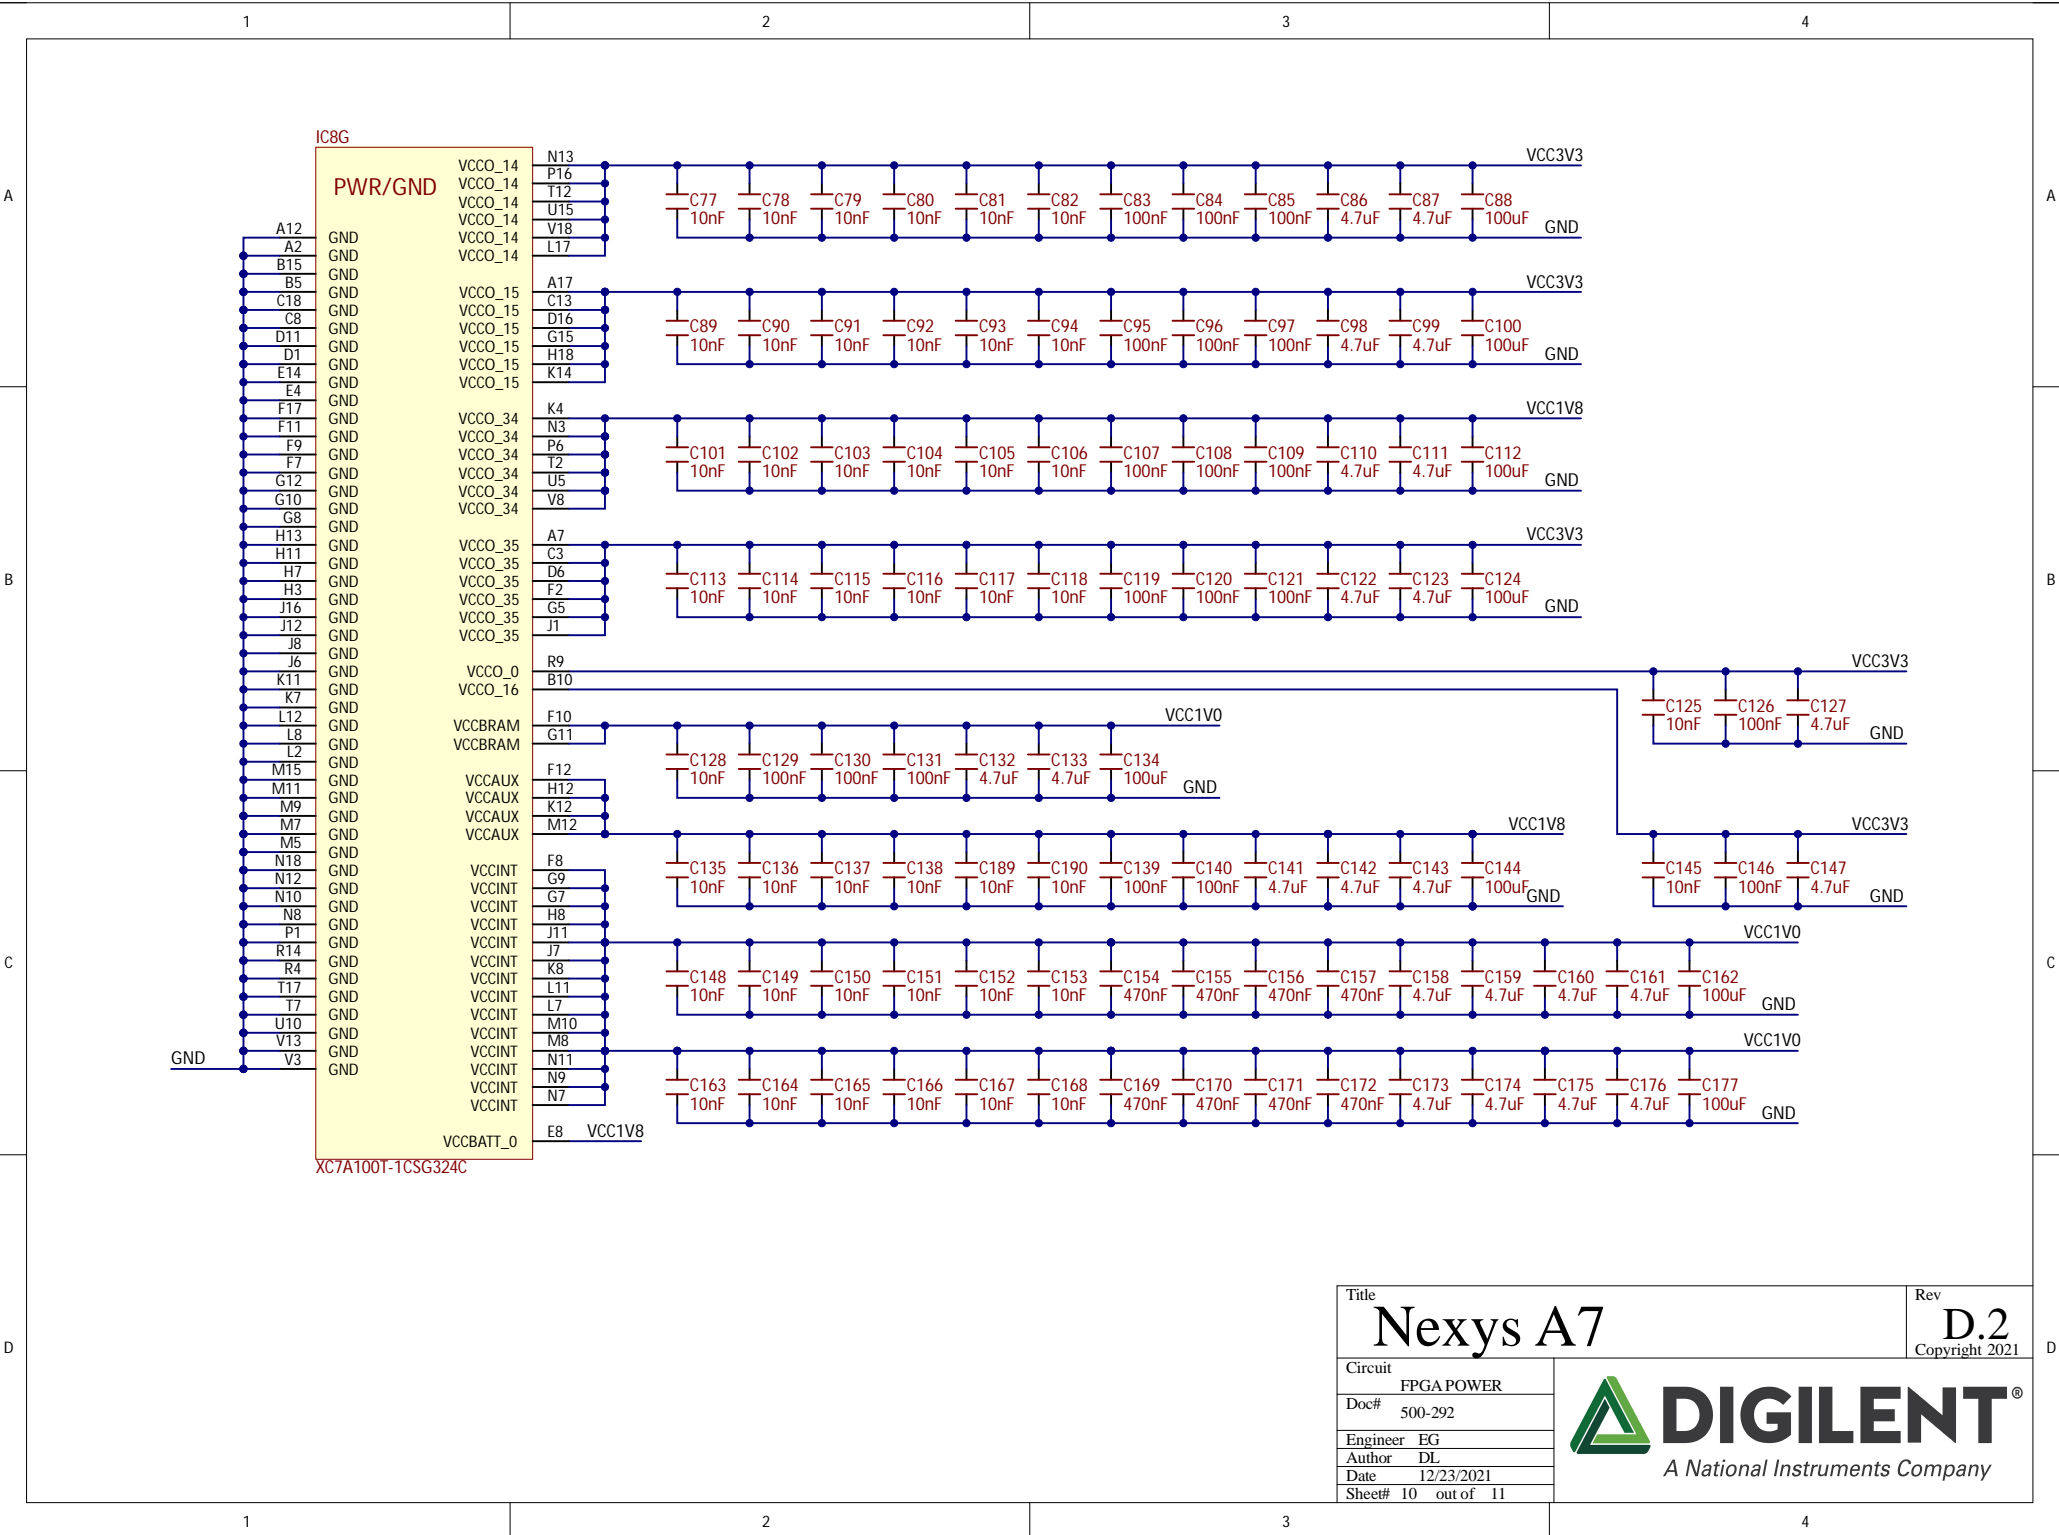 1 2 3 4
IC8G
PWR/GND
VCCO_14 N13 VCC3V3
VCCO_14 P16
VCCO_14 T12
VCCO_14 U15
VCCO_14 V18
VCCO_14 L17
A C77 C78 C79 C80 C81 C82 C83 C84 C85 C86 C87 C88 A
10nF 10nF 10nF 10nF 10nF 10nF 100nF 100nF 100nF 4.7uF 4.7uF 100uF
GND
VCCO_15 A17 VCC3V3
VCCO_15 C13
VCCO_15 D16
VCCO_15 G15
VCCO_15 H18
VCCO_15 K14
C89 C90 C91 C92 C93 C94 C95 C96 C97 C98 C99 C100
10nF 10nF 10nF 10nF 10nF 10nF 100nF 100nF 100nF 4.7uF 4.7uF 100uF
GND
VCCO_34 K4 VCC1V8
VCCO_34 N3
VCCO_34 P6
VCCO_34 T2
VCCO_34 U5
VCCO_34 V8
C101 C102 C103 C104 C105 C106 C107 C108 C109 C110 C111 C112
10nF 10nF 10nF 10nF 10nF 10nF 100nF 100nF 100nF 4.7uF 4.7uF 100uF
GND
VCCO_35 A7 VCC3V3
VCCO_35 C3
VCCO_35 D6
VCCO_35 F2
VCCO_35 G5
VCCO_35 J1
B C113 C114 C115 C116 C117 C118 C119 C120 C121 C122 C123 C124 B
10nF 10nF 10nF 10nF 10nF 10nF 100nF 100nF 100nF 4.7uF 4.7uF 100uF
GND
VCCO_0 R9 VCC3V3
VCCO_16 B10
C125 C126 C127
10nF 100nF 4.7uF
GND
VCCBRAM F10 VCC1V0
VCCBRAM G11
C128 C129 C130 C131 C132 C133 C134
10nF 100nF 100nF 100nF 4.7uF 4.7uF 100uF
GND
VCCAUX F12
VCCAUX H12
VCCAUX K12
VCCAUX M12 VCC1V8 VCC3V3
C135 C136 C137 C138 C189 C190 C139 C140 C141 C142 C143 C144 C145 C146 C147
10nF 10nF 10nF 10nF 10nF 10nF 100nF 100nF 4.7uF 4.7uF 4.7uF 100uF 10nF 100nF 4.7uF
GND GND
VCCINT F8
VCCINT G9
VCCINT G7
VCCINT H8
VCCINT J11 VCC1V0
VCCINT J7
VCCINT K8
VCCINT L11
VCCINT L7
VCCINT M10
VCCINT M8 VCC1V0
VCCINT N11
VCCINT N9
VCCINT N7
C C148 C149 C150 C151 C152 C153 C154 C155 C156 C157 C158 C159 C160 C161 C162 C
10nF 10nF 10nF 10nF 10nF 10nF 470nF 470nF 470nF 470nF 4.7uF 4.7uF 4.7uF 4.7uF 100uF
GND
C163 C164 C165 C166 C167 C168 C169 C170 C171 C172 C173 C174 C175 C176 C177
10nF 10nF 10nF 10nF 10nF 10nF 470nF 470nF 470nF 470nF 4.7uF 4.7uF 4.7uF 4.7uF 100uF
GND
VCCBATT_0 E8 VCC1V8
A12 GND
A2 GND
B15 GND
B5 GND
C18 GND
C8 GND
D11 GND
D1 GND
E14 GND
E4 GND
F17 GND
F11 GND
F9 GND
F7 GND
G12 GND
G10 GND
G8 GND
H13 GND
H11 GND
H7 GND
H3 GND
J16 GND
J12 GND
J8 GND
J6 GND
K11 GND
K7 GND
L12 GND
L8 GND
L2 GND
M15 GND
M11 GND
M9 GND
M7 GND
M5 GND
N18 GND
N12 GND
N10 GND
N8 GND
P1 GND
R14 GND
R4 GND
T17 GND
T7 GND
U10 GND
V13 GND
GND V3 GND
XC7A100T-1CSG324C
D D
Title
Nexys A7
Rev
D.2
Copyright 2021
Circuit
FPGA POWER
Doc# 500-292
Engineer EG
Author DL
Date 12/23/2021
Sheet# 10 out of 11
DIGILENT®
A National Instruments Company
1 2 3 4